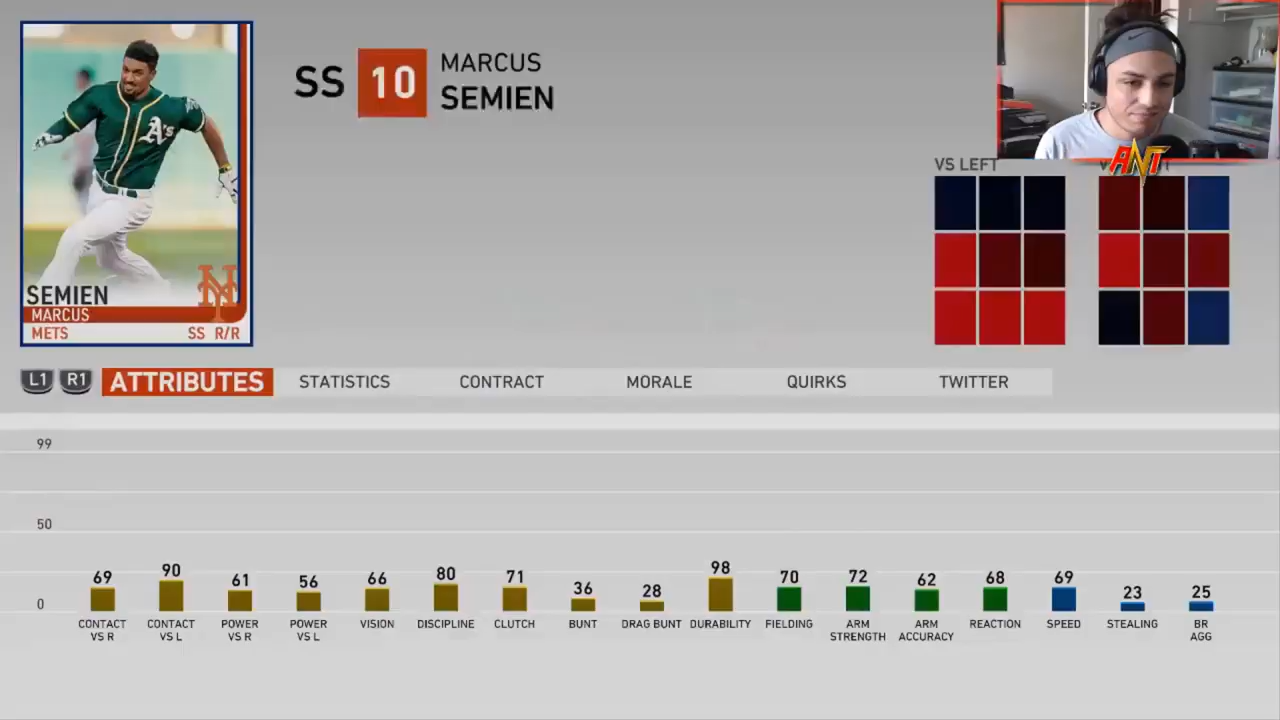 A's
SEMIEN
MARCUS
METS SS R/R
NY
SS 10 MARCUS
SEMIEN
ANT
VS LEFT
L1 R1 ATTRIBUTES STATISTICS CONTRACT MORALE QUIRKS TWITTER
99
50
0
69 90 61 56 66 80 71 36 28 98 70 72 62 68 69 23 25
CONTACT VS R
CONTACT VS L
POWER VS R
POWER VS L
VISION
DISCIPLINE
CLUTCH
BUNT
DRAG BUNT
DURABILITY
FIELDING
ARM STRENGTH
ARM ACCURACY
REACTION
SPEED
STEALING
BR AGG